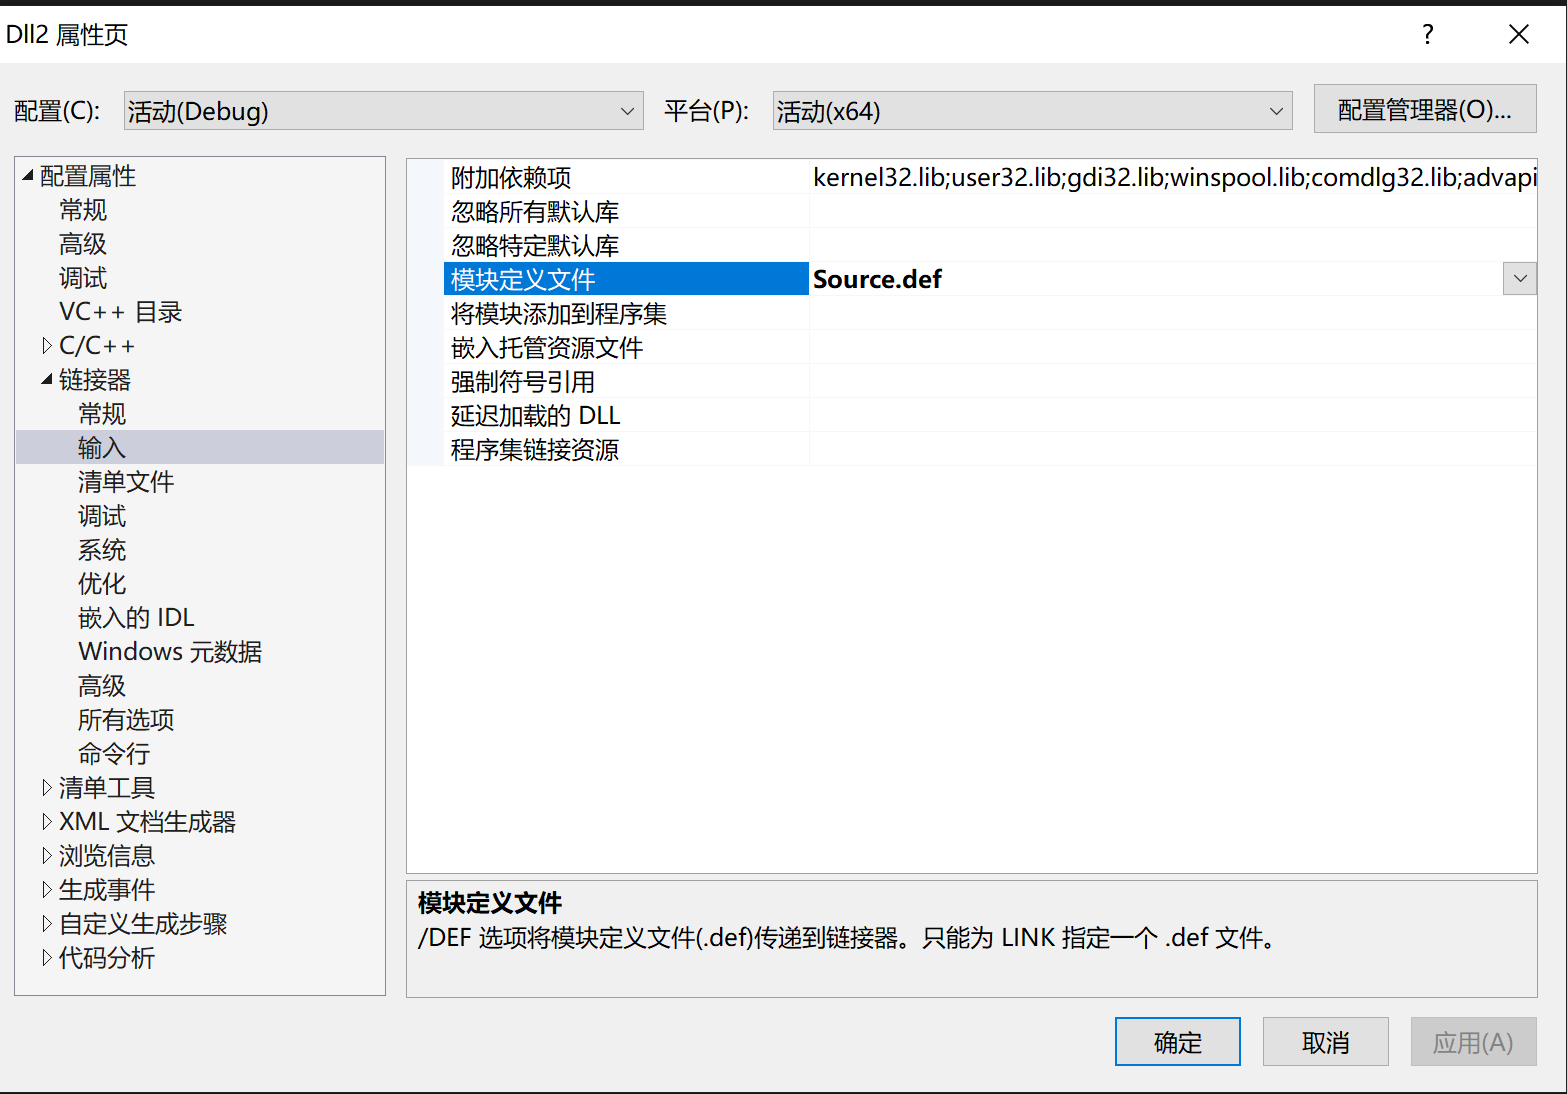 Dll2 属性页
?
配置(C): 活动(Debug) 平台(P): 活动(x64) 配置管理器(O)...
配置属性
常规
高级
调试
VC++ 目录
C/C++
链接器
常规
输入
清单文件
调试
系统
优化
嵌入的 IDL
Windows 元数据
高级
所有选项
命令行
清单工具
XML 文档生成器
浏览信息
生成事件
自定义生成步骤
代码分析
附加依赖项 kernel32.lib;user32.lib;gdi32.lib;winspool.lib;comdlg32.lib;advapi
忽略所有默认库
忽略特定默认库
模块定义文件 Source.def
将模块添加到程序集
嵌入托管资源文件
强制符号引用
延迟加载的 DLL
程序集链接资源
模块定义文件
/DEF 选项将模块定义文件(.def)传递到链接器。只能为 LINK 指定一个 .def 文件。
确定 取消 应用(A)